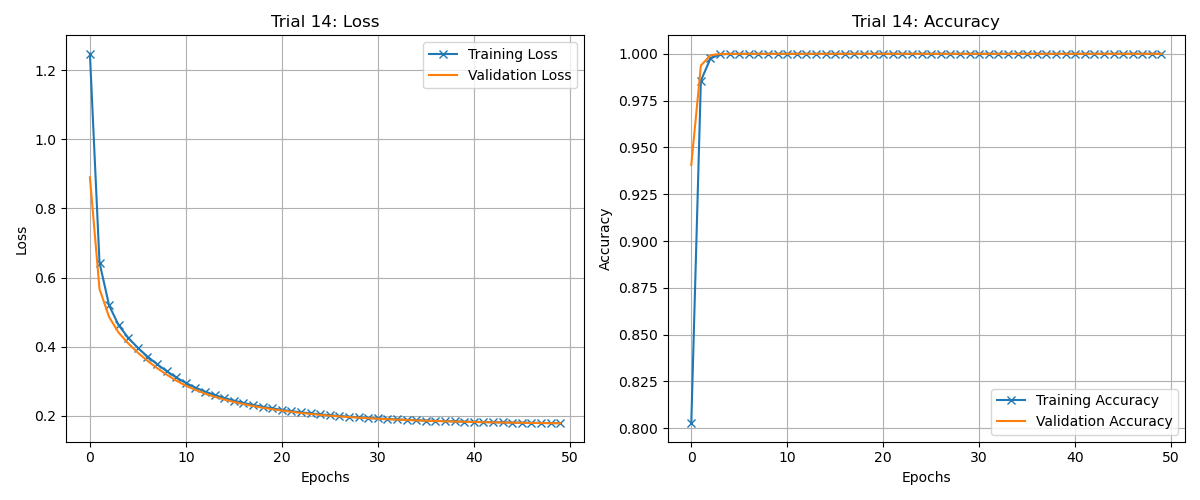 Trial 14: Loss
Training Loss
Validation Loss
1.2
1.0
0.8
0.6
0.4
0.2
Loss
0
10
20
30
40
50
Epochs
Trial 14: Accuracy
1.000
0.975
0.950
0.925
0.900
0.875
0.850
0.825
0.800
Accuracy
Training Accuracy
Validation Accuracy
0
10
20
30
40
50
Epochs